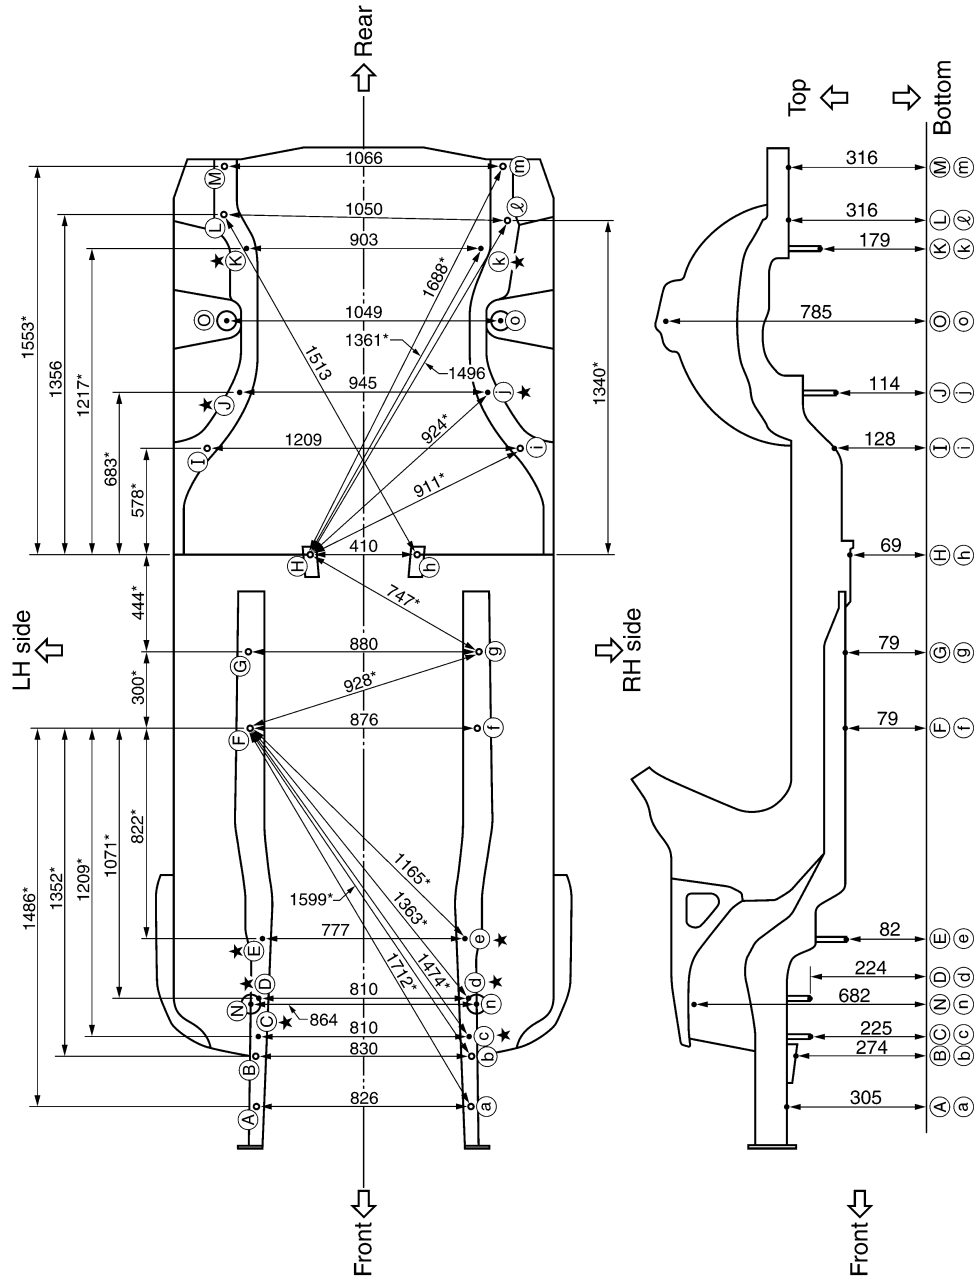 Rear
Front
LH side
RH side
1553*
1356
1217*
683*
578*
444*
300*
1486*
1352*
1209*
1071*
822*
1066
1050
903
1049
945
1209
410
880
876
777
810
864
810
830
826
1688*
1361*
1496
1513
924*
911*
1340*
747*
928*
1165*
1363*
1599*
1474*
1712*
M
m
L
ℓ
★ K
k ★
O
o
★ J
j ★
I
i
H
h
G
g
F
f
★ E
e ★
★ D
d ★
N
n
C ★
c ★
B
b
A
a
Top
Bottom
Front
316 M m
316 L ℓ
179 K k
785 O o
114 J j
128 I i
69 H h
79 G g
79 F f
82 E e
224 D d
682 N n
225 C c
274 B b
305 A a